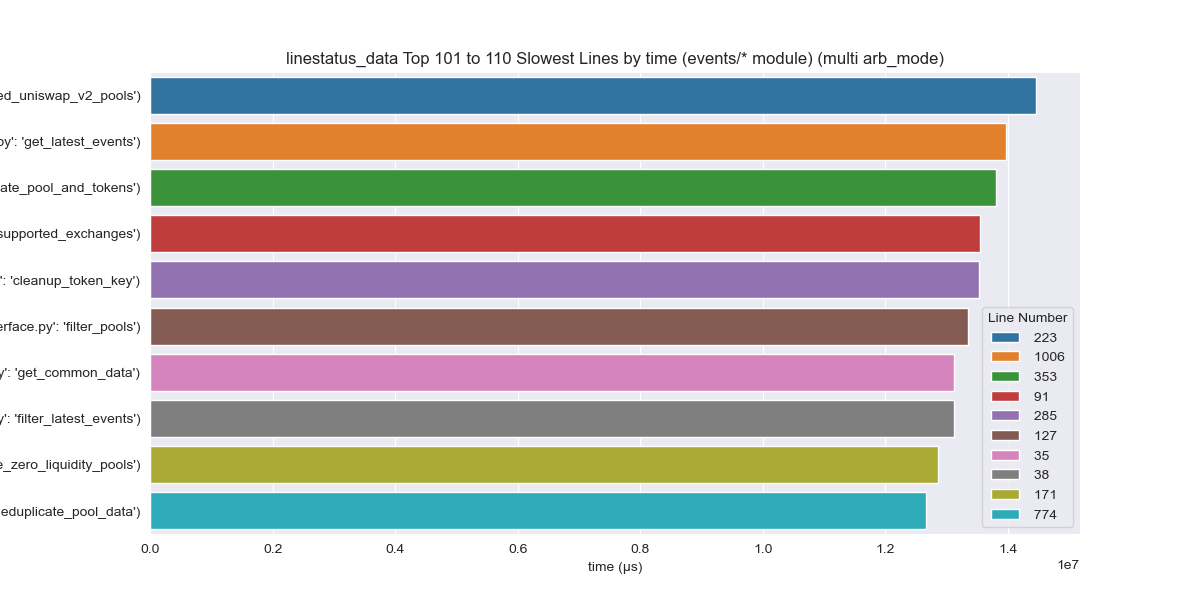 linestatus_data Top 101 to 110 Slowest Lines by time (events/* module) (multi arb_mode)
ed_uniswap_v2_pools')
py': 'get_latest_events')
ate_pool_and_tokens')
supported_exchanges')
': 'cleanup_token_key')
erface.py': 'filter_pools')
y': 'get_common_data')
y': 'filter_latest_events')
e_zero_liquidity_pools')
eduplicate_pool_data')
Line Number
223
1006
353
91
285
127
35
38
171
774
0.0 0.2 0.4 0.6 0.8 1.0 1.2 1.4
1e7
time (µs)